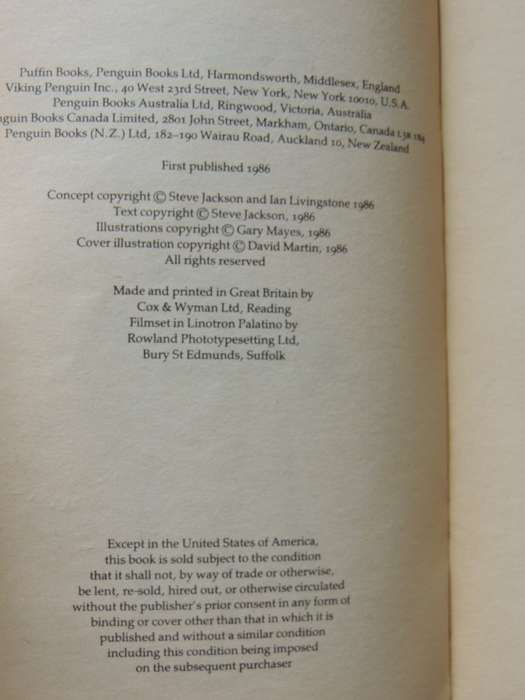 Puffin Books, Penguin Books Ltd, Harmondsworth, Middlesex, England
Viking Penguin Inc., 40 West 23rd Street, New York, New York 10010, U.S.A.
Penguin Books Australia Ltd, Ringwood, Victoria, Australia
nguin Books Canada Limited, 2801 John Street, Markham, Ontario, Canada L3R 1B4
Penguin Books (N.Z.) Ltd, 182–190 Wairau Road, Auckland 10, New Zealand
First published 1986
Concept copyright © Steve Jackson and Ian Livingstone 1986
Text copyright © Steve Jackson, 1986
Illustrations copyright © Gary Mayes, 1986
Cover illustration copyright © David Martin, 1986
All rights reserved
Made and printed in Great Britain by
Cox & Wyman Ltd, Reading
Filmset in Linotron Palatino by
Rowland Phototypesetting Ltd,
Bury St Edmunds, Suffolk
Except in the United States of America,
this book is sold subject to the condition
that it shall not, by way of trade or otherwise,
be lent, re-sold, hired out, or otherwise circulated
without the publisher's prior consent in any form of
binding or cover other than that in which it is
published and without a similar condition
including this condition being imposed
on the subsequent purchaser